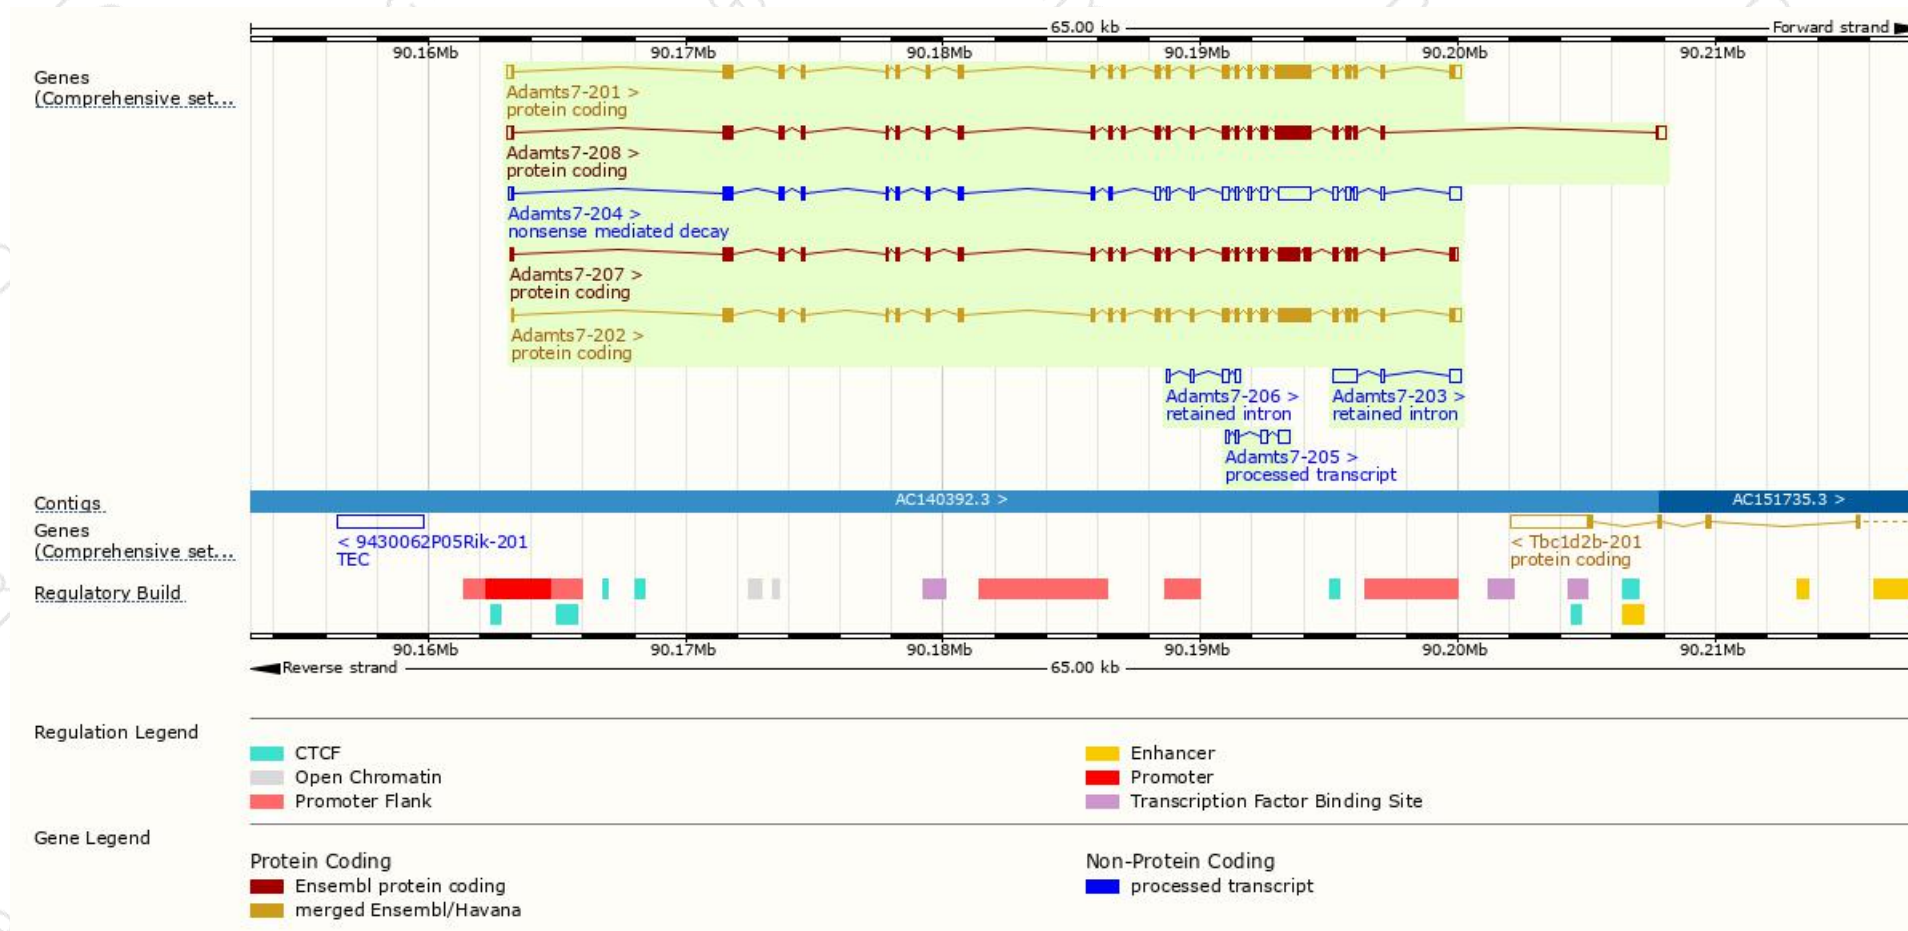 65.00 kb Forward strand
90.16Mb 90.17Mb 90.18Mb 90.19Mb 90.20Mb 90.21Mb
Genes
(Comprehensive set...
Adamts7-201 >
protein coding
Adamts7-208 >
protein coding
Adamts7-204 >
nonsense mediated decay
Adamts7-207 >
protein coding
Adamts7-202 >
protein coding
Adamts7-206 > Adamts7-203 >
retained intron retained intron
Adamts7-205 >
processed transcript
Contigs AC140392.3 > AC151735.3 >
Genes
(Comprehensive set...
< 9430062P05Rik-201 < Tbc1d2b-201
TEC protein coding
Regulatory Build
90.16Mb 90.17Mb 90.18Mb 90.19Mb 90.20Mb 90.21Mb
Reverse strand 65.00 kb
Regulation Legend
CTCF Enhancer
Open Chromatin Promoter
Promoter Flank Transcription Factor Binding Site
Gene Legend
Protein Coding Non-Protein Coding
Ensembl protein coding processed transcript
merged Ensembl/Havana